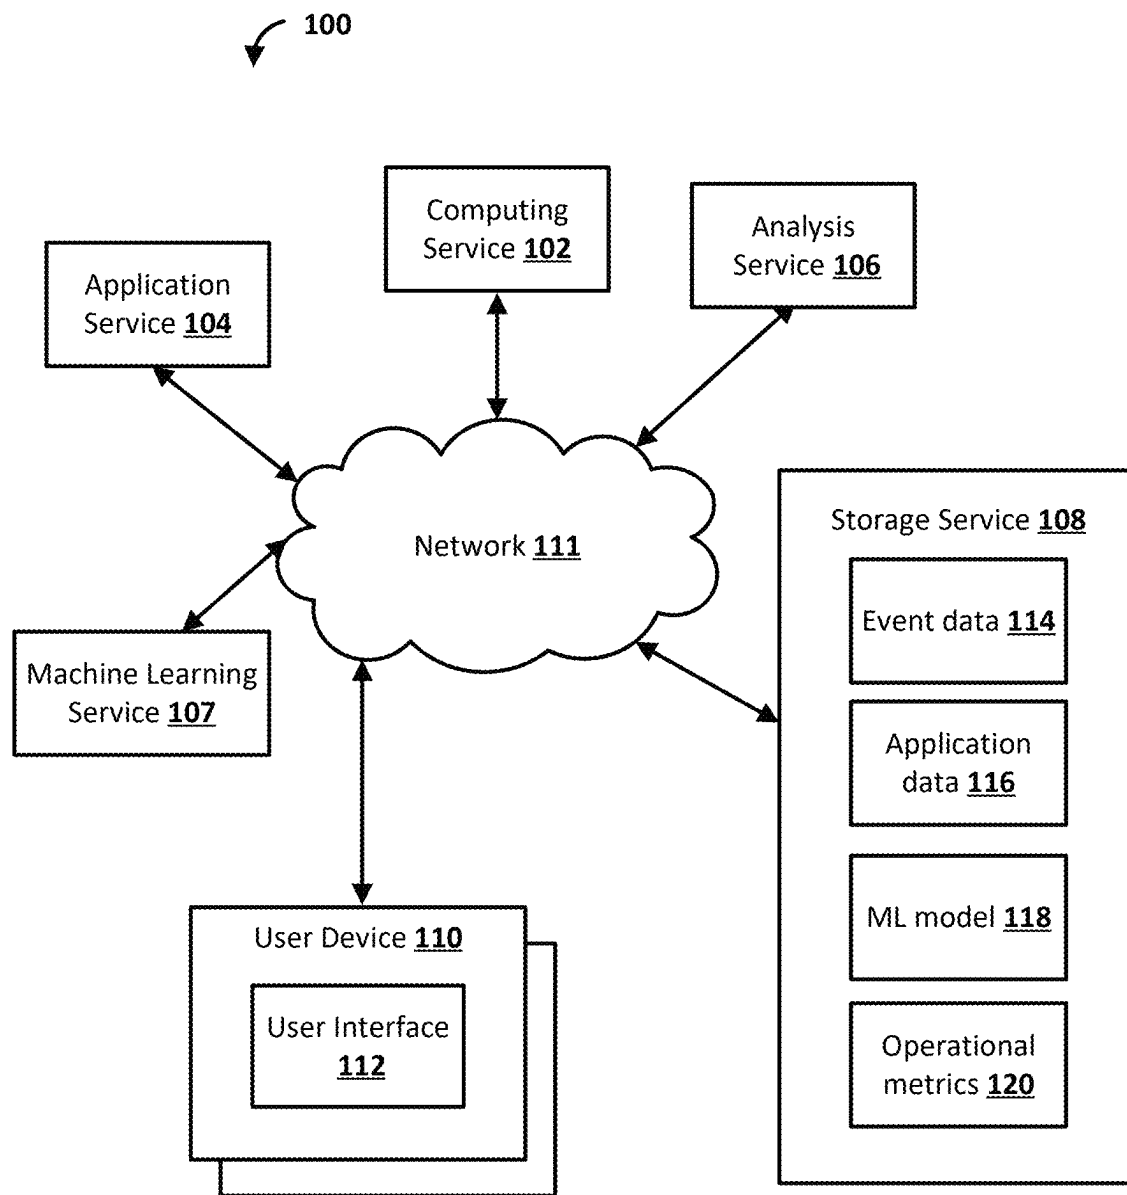 100
Computing
Service 102
Analysis
Service 106
Application
Service 104
Storage Service 108
Network 111
Event data 114
Machine Learning
Service 107
Application
data 116
ML model 118
User Device 110
User Interface
112
Operational
metrics 120